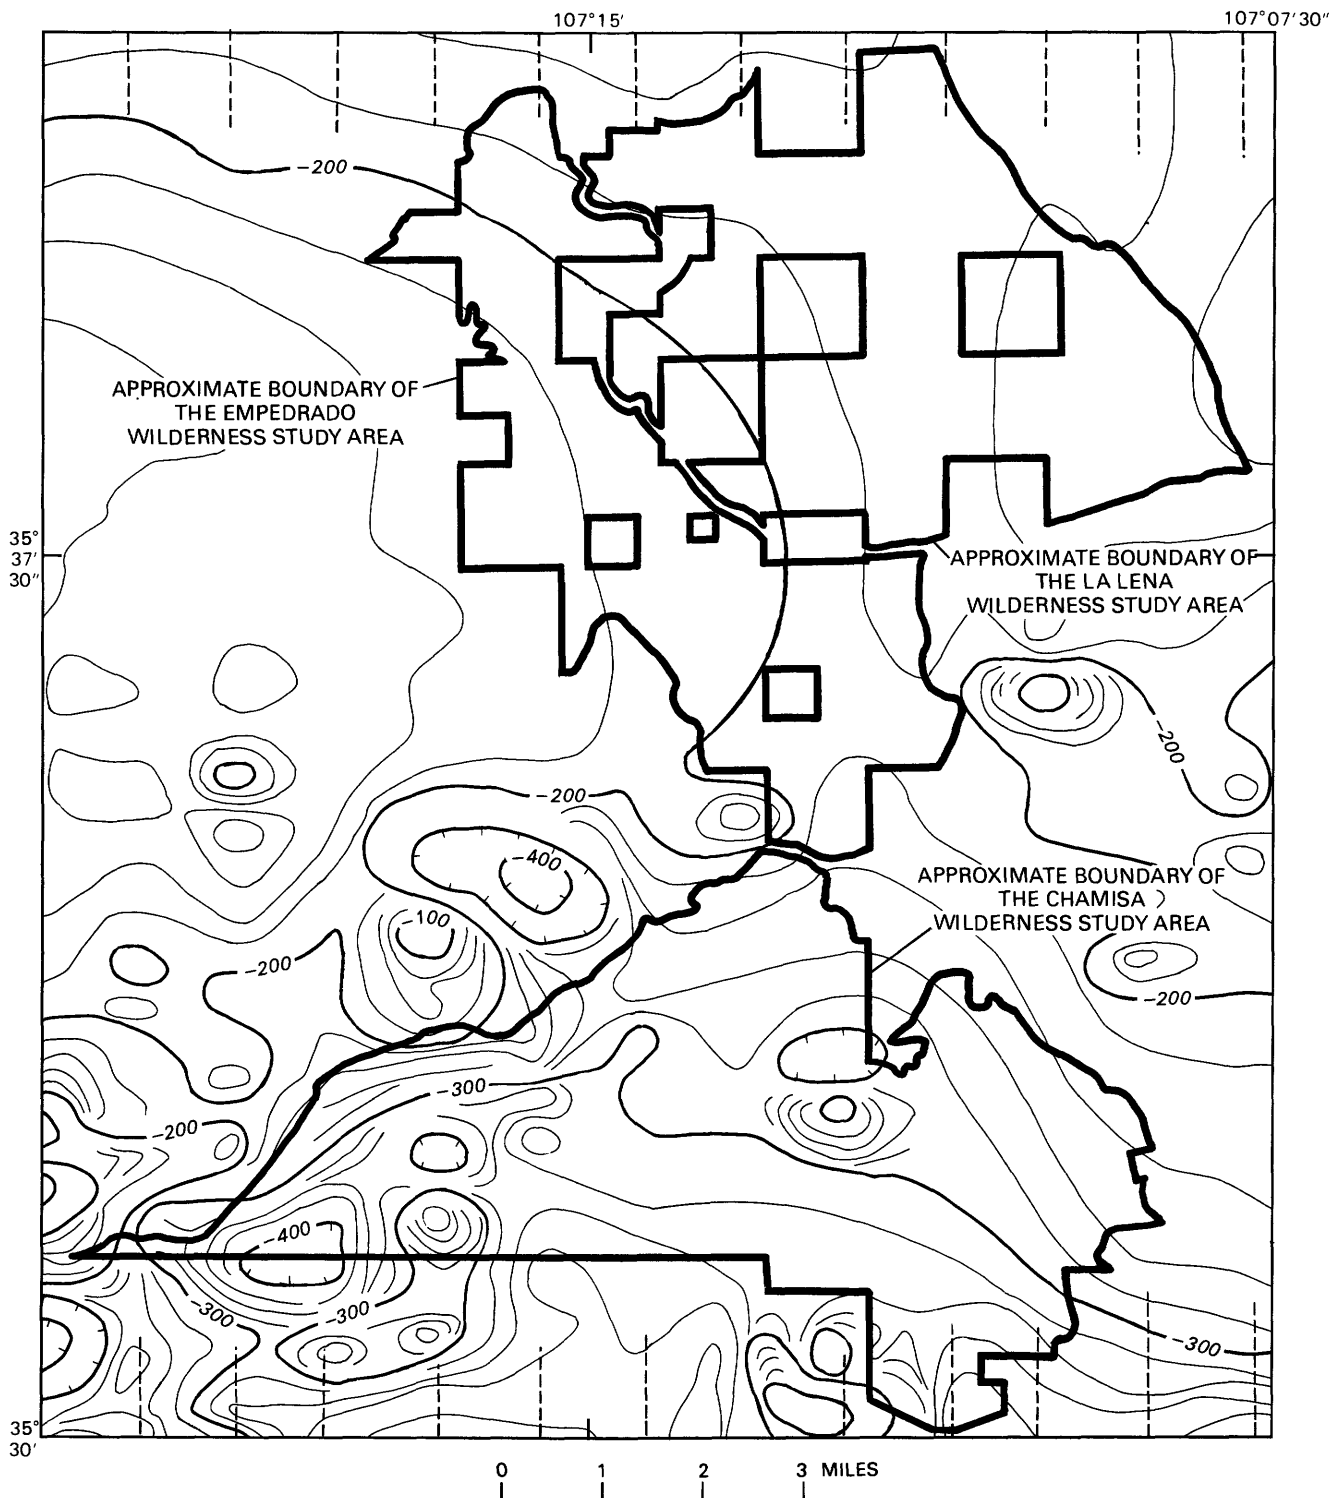 107°15′
107°07′30″
-200
APPROXIMATE BOUNDARY OF
THE EMPEDRADO
WILDERNESS STUDY AREA
35°
37′
30″
APPROXIMATE BOUNDARY OF
THE LA LENA
WILDERNESS STUDY AREA
-200
-200
-400
APPROXIMATE BOUNDARY OF
THE CHAMISA
WILDERNESS STUDY AREA
-100
-200
-200
-300
-200
-400
-300
-300
-300
35°
30′
0 1 2 3 MILES